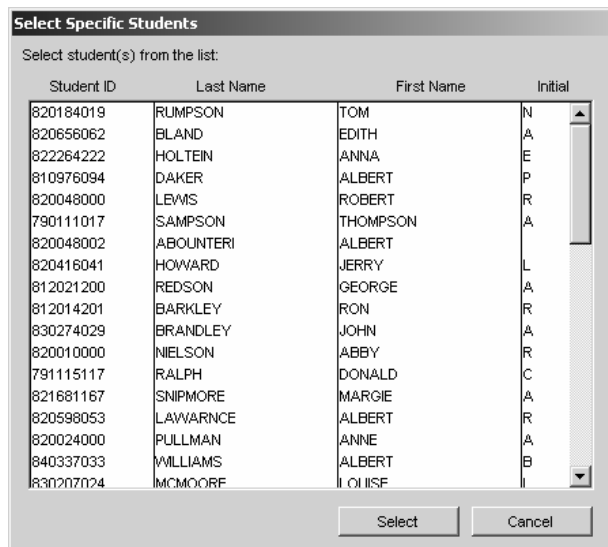 Select Specific Students
Select student(s) from the list:
Student ID Last Name First Name Initial
820184019 RUMPSON TOM N
820656062 BLAND EDITH A
822264222 HOLTEIN ANNA E
810976094 DAKER ALBERT P
820048000 LEWIS ROBERT R
790111017 SAMPSON THOMPSON A
820048002 ABOUNTERI ALBERT
820416041 HOWARD JERRY L
812021200 REDSON GEORGE A
812014201 BARKLEY RON R
830274029 BRANDLEY JOHN A
820010000 NIELSON ABBY R
791115117 RALPH DONALD C
821681167 SNIPMORE MARGIE A
820598053 LAWARNCE ALBERT R
820024000 PULLMAN ANNE A
840337033 WILLIAMS ALBERT B
830207024 MCMOORE LOUISE
Select Cancel